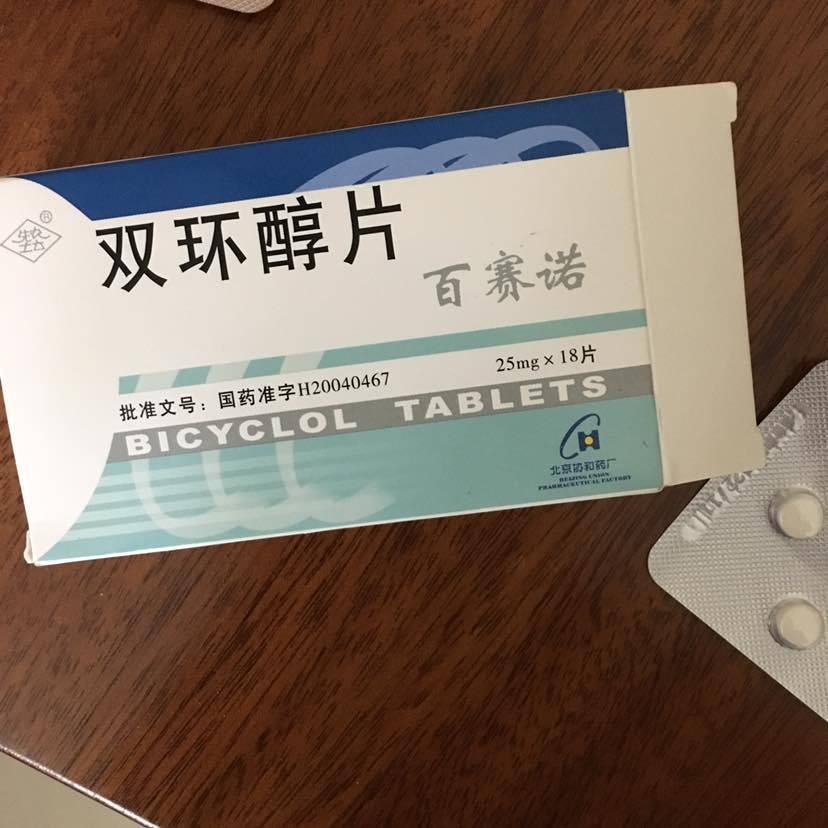 双环醇片
百赛诺
批准文号：国药准字H20040467
25mg×18片
BICYCLOL TABLETS
北京协和药厂
BEIJING UNION
PHARMACEUTICAL FACTORY